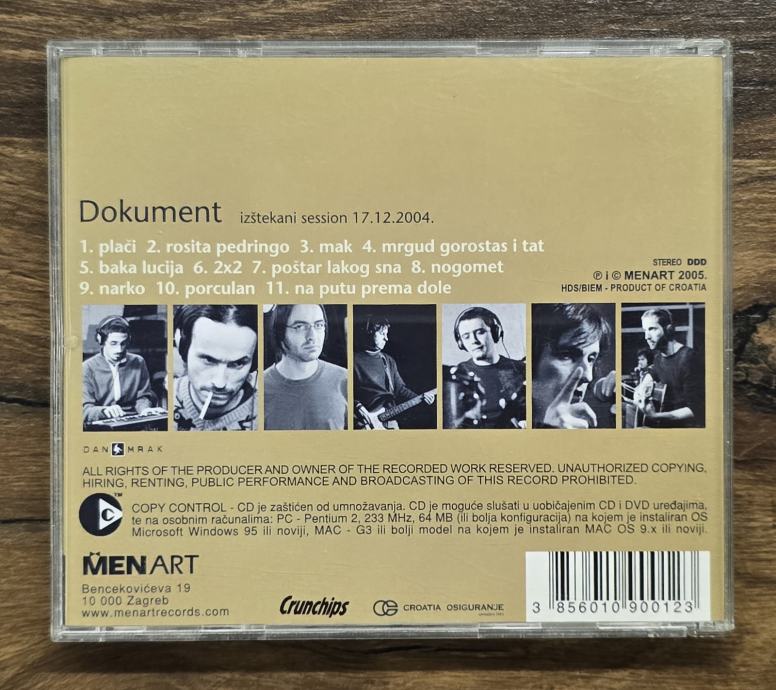 Dokument izštekani session 17.12.2004.
1. plači 2. rosita pedringo 3. mak 4. mrgud gorostas i tat
5. baka lucija 6. 2x2 7. poštar lakog sna 8. nogomet
9. narko 10. porculan 11. na putu prema dole
STEREO DDD
℗ i © MENART 2005.
HDS/BIEM - PRODUCT OF CROATIA
DAN MRAK
ALL RIGHTS OF THE PRODUCER AND OWNER OF THE RECORDED WORK RESERVED. UNAUTHORIZED COPYING,
HIRING, RENTING, PUBLIC PERFORMANCE AND BROADCASTING OF THIS RECORD PROHIBITED.
TM
COPY CONTROL - CD je zaštićen od umnožavanja. CD je moguće slušati u uobičajenim CD i DVD uređajima,
te na osobnim računalima: PC - Pentium 2, 233 MHz, 64 MB (ili bolja konfiguracija) na kojem je instaliran OS
Microsoft Windows 95 ili noviji, MAC - G3 ili bolji model na kojem je instaliran MAC OS 9.x ili noviji.
MENART
Bencekovićeva 19
10 000 Zagreb
www.menartrecords.com
Crunchips
CROATIA OSIGURANJE
3 856010 900123